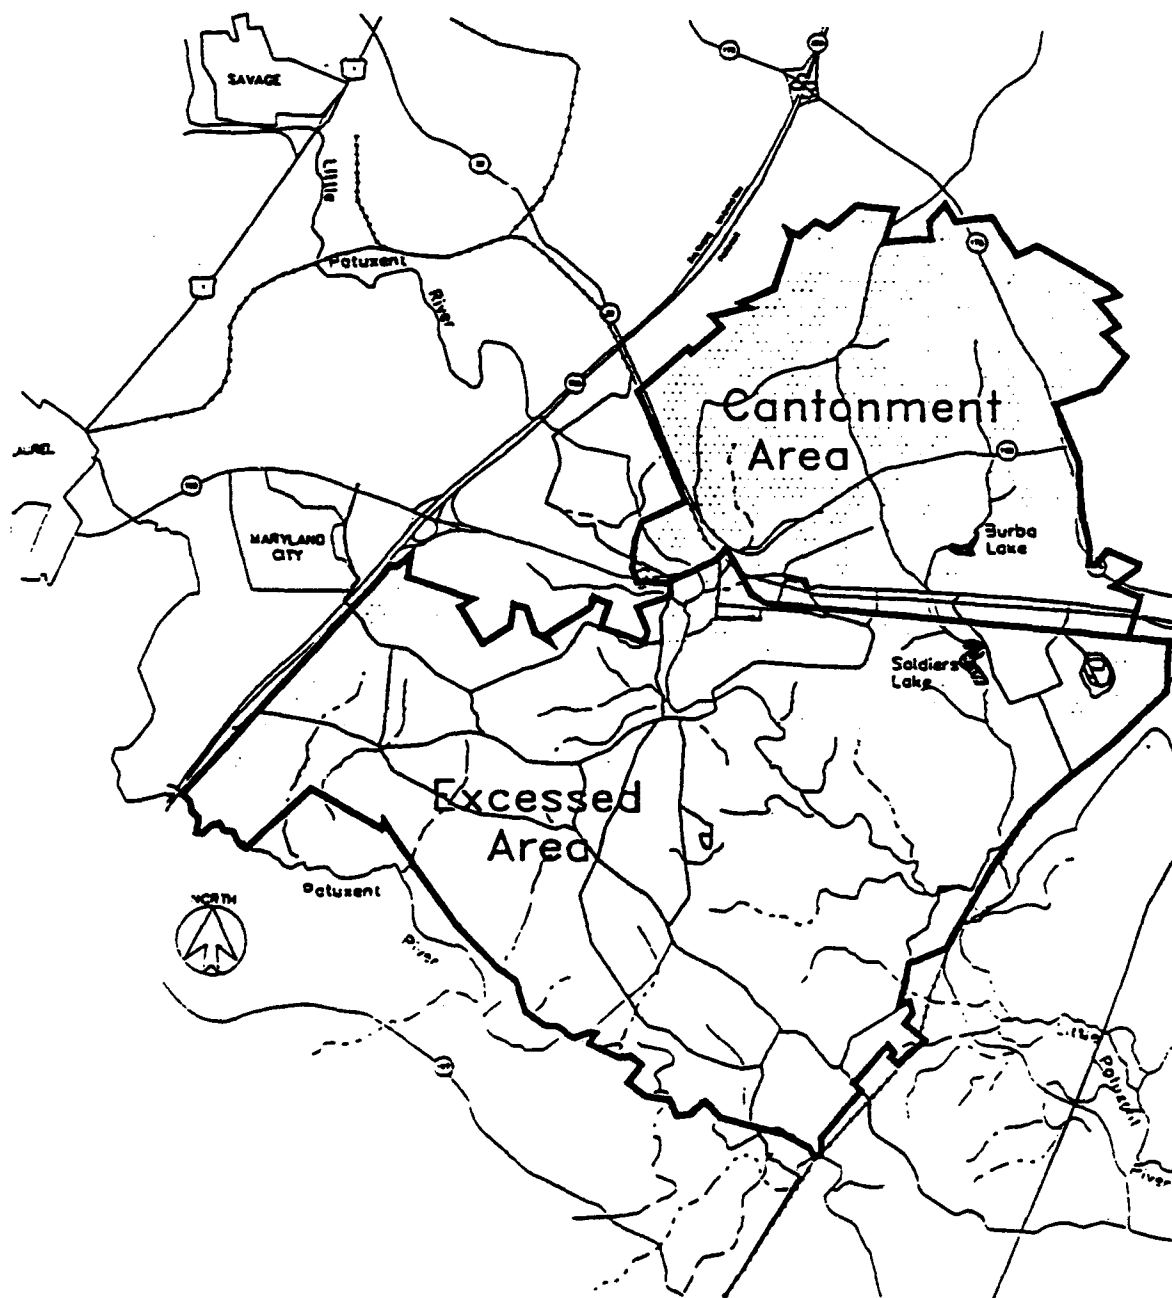 SAVAGE
Little
Patuxent
River
Cantonment
Area
MARYLAND
CITY
Burba
Lake
Soldiers
Lake
Excessed
Area
Patuxent
River
NORTH
Patuxent
River